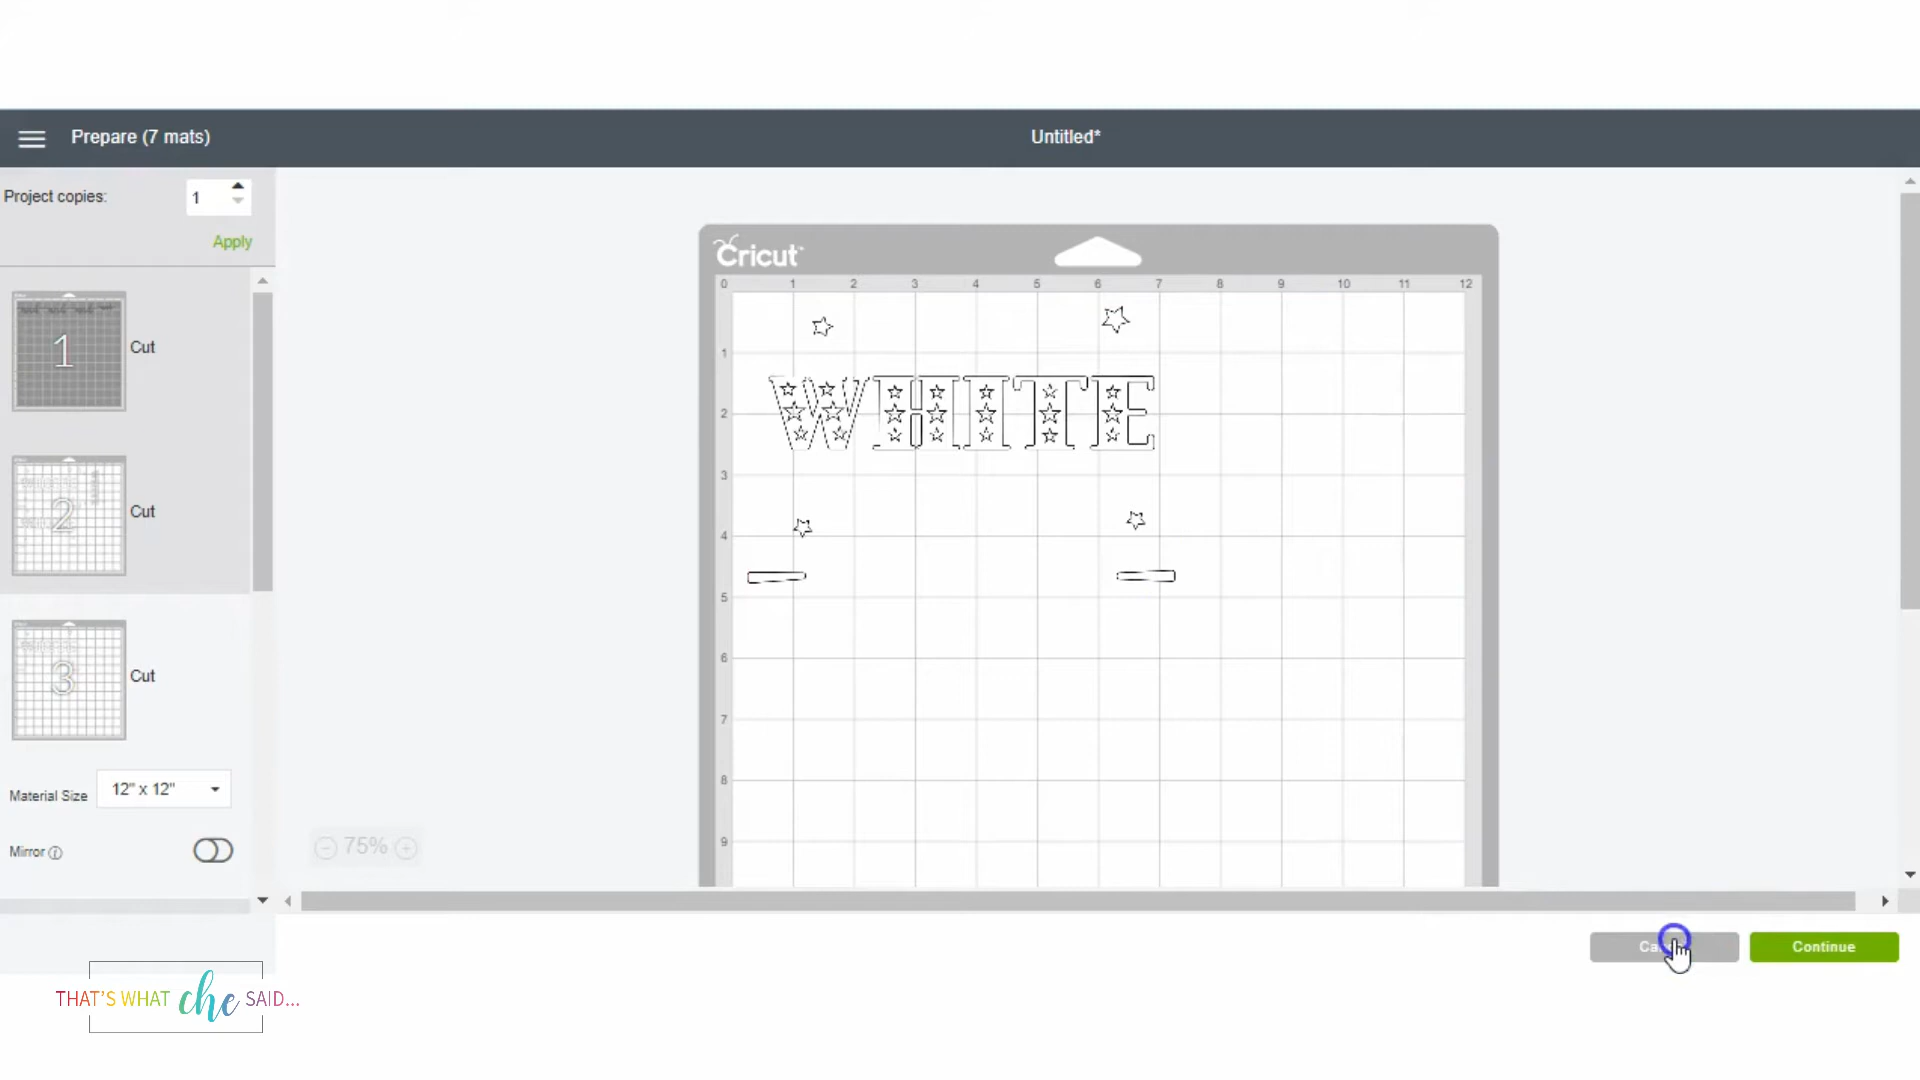 Prepare (7 mats)
Untitled*
Project copies:
1
Apply
1
Cut
2
Cut
3
Cut
Material Size
12" x 12"
Mirror
75%
Cricut
0 1 2 3 4 5 6 7 8 9 10 11 12
1
2
3
4
5
6
7
8
9
WHITE
Continue
THAT'S WHAT che SAID...